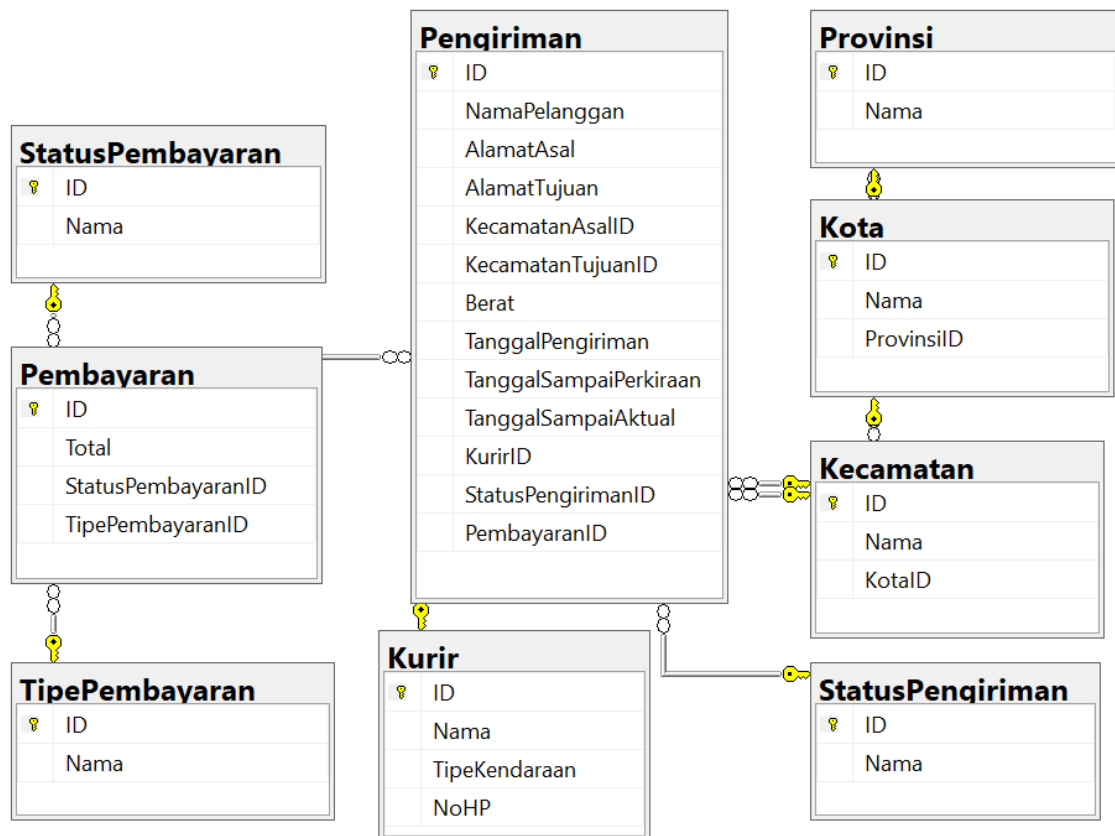 StatusPembayaran
ID
Nama
Pembayaran
ID
Total
StatusPembayaranID
TipePembayaranID
TipePembayaran
ID
Nama
Pengiriman
ID
NamaPelanggan
AlamatAsal
AlamatTujuan
KecamatanAsalID
KecamatanTujuanID
Berat
TanggalPengiriman
TanggalSampaiPerkiraan
TanggalSampaiAktual
KurirID
StatusPengirimanID
PembayaranID
Kurir
ID
Nama
TipeKendaraan
NoHP
Provinsi
ID
Nama
Kota
ID
Nama
ProvinsiID
Kecamatan
ID
Nama
KotaID
StatusPengiriman
ID
Nama